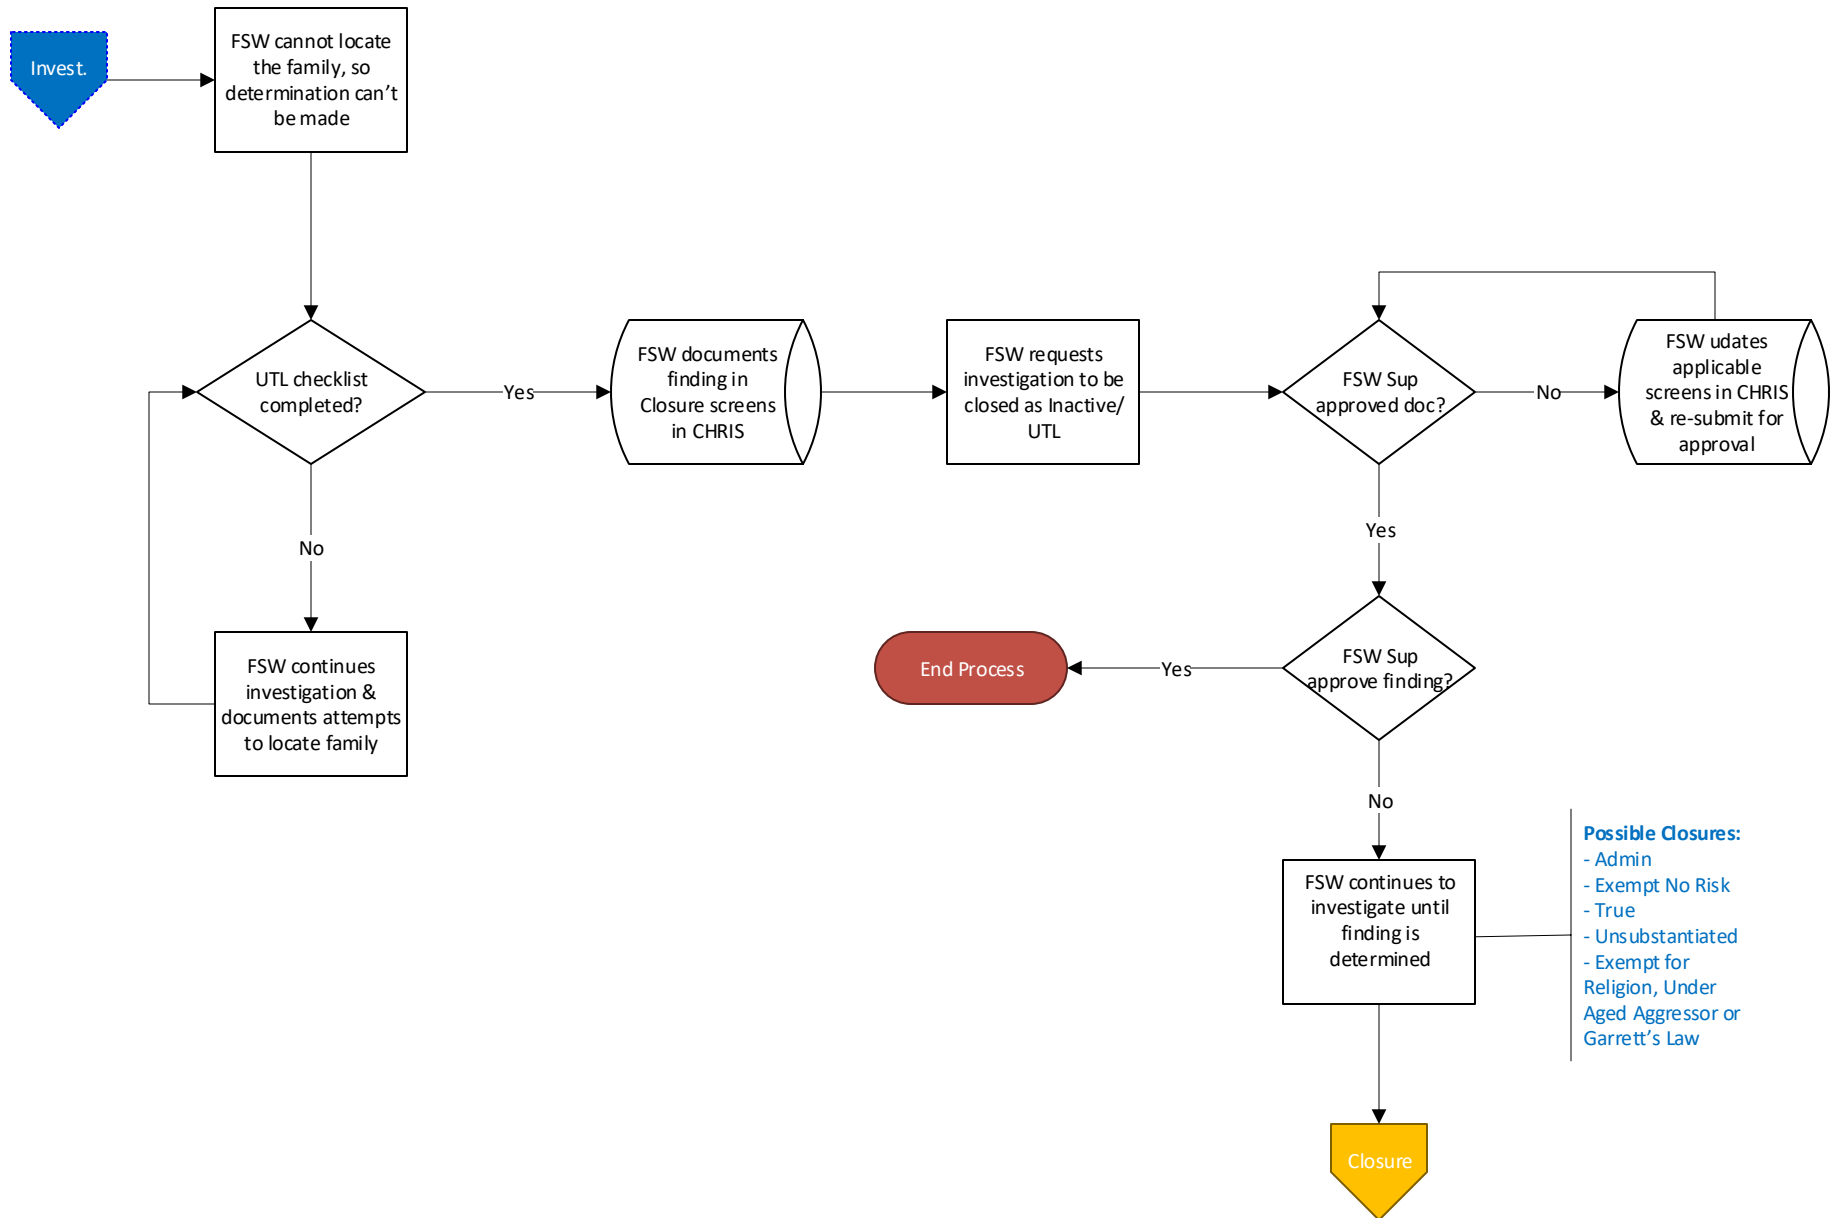 Invest.
FSW cannot locate
the family, so
determination can't
be made
UTL checklist
completed?
Yes
FSW documents
finding in
Closure screens
in CHRIS
FSW requests
investigation to be
closed as Inactive/
UTL
FSW Sup
approved doc?
No
FSW udates
applicable
screens in CHRIS
& re-submit for
approval
No
Yes
FSW continues
investigation &
documents attempts
to locate family
End Process
Yes
FSW Sup
approve finding?
No
FSW continues to
investigate until
finding is
determined
Possible Closures:
- Admin
- Exempt No Risk
- True
- Unsubstantiated
- Exempt for
Religion, Under
Aged Aggressor or
Garrett's Law
Closure